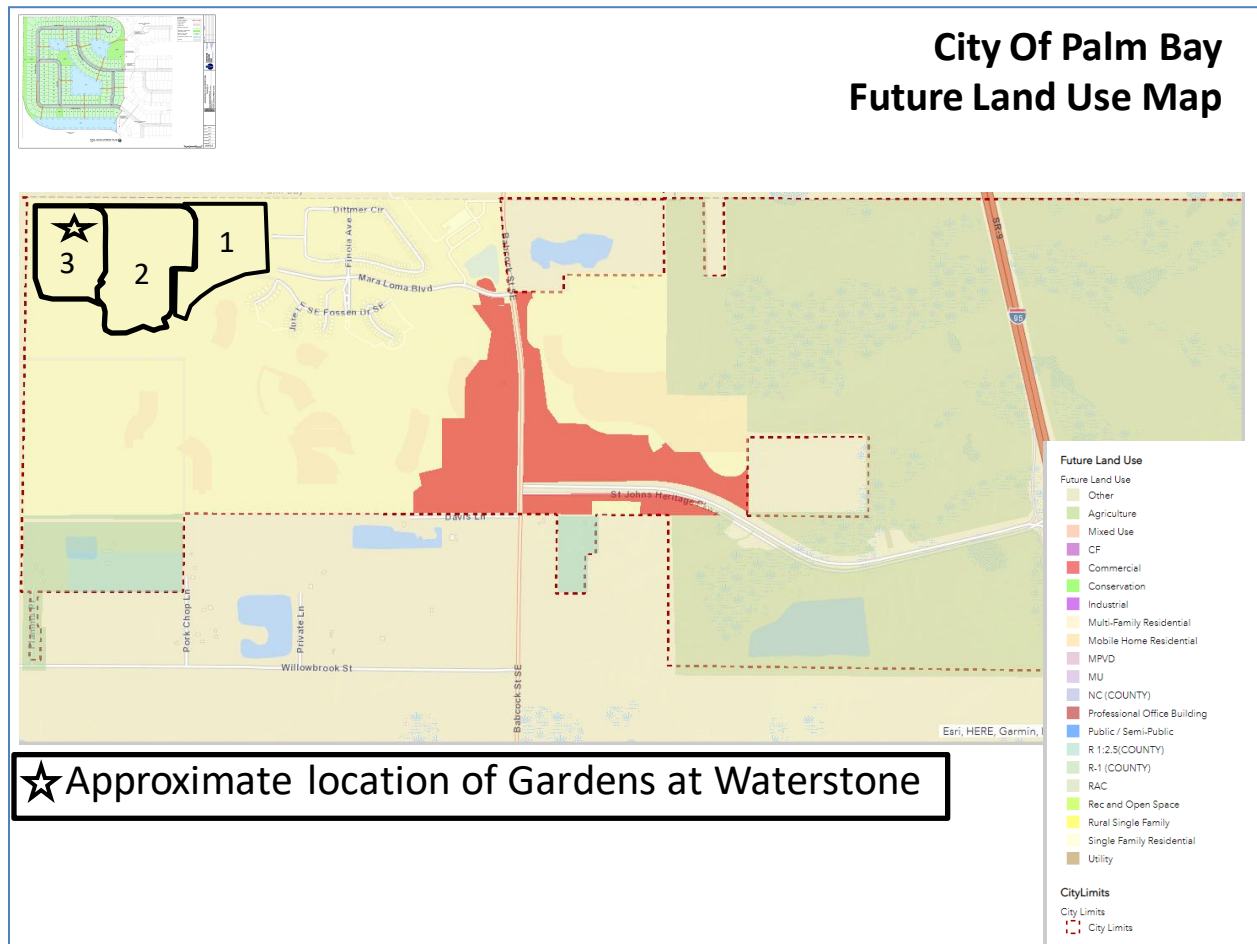 City Of Palm Bay
Future Land Use Map
1
2
3
Dittmer Cir
Finola Ave
Mara Loma Blvd
Babcock St SE
SR-9
95
St Johns Heritage
Davis Ln
Pork Chop Ln
Private Ln
Willowbrook St
Babcock St SE
Esri, HERE, Garmin,
Approximate location of Gardens at Waterstone
Future Land Use
Future Land Use
Other
Agriculture
Mixed Use
CF
Commercial
Conservation
Industrial
Multi-Family Residential
Mobile Home Residential
MPVD
MU
NC (COUNTY)
Professional Office Building
Public / Semi-Public
R 1:2.5(COUNTY)
R-1 (COUNTY)
RAC
Rec and Open Space
Rural Single Family
Single Family Residential
Utility
CityLimits
City Limits
City Limits